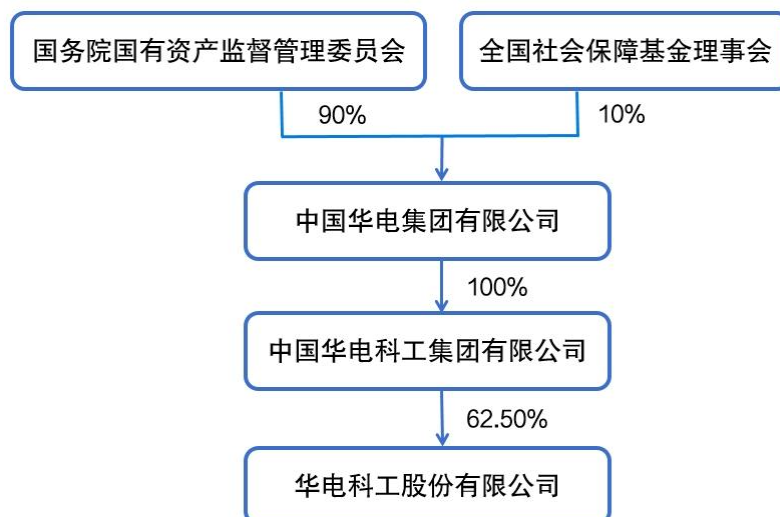 国务院国有资产监督管理委员会
全国社会保障基金理事会
90%
10%
中国华电集团有限公司
100%
中国华电科工集团有限公司
62.50%
华电科工股份有限公司